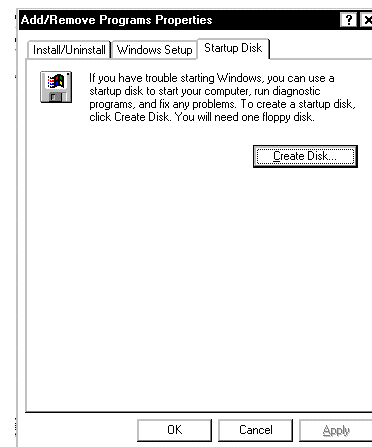 Add/Remove Programs Properties
Install/Uninstall Windows Setup Startup Disk
If you have trouble starting Windows, you can use a
startup disk to start your computer, run diagnostic
programs, and fix any problems. To create a startup disk,
click Create Disk. You will need one floppy disk.
Create Disk...
OK Cancel Apply